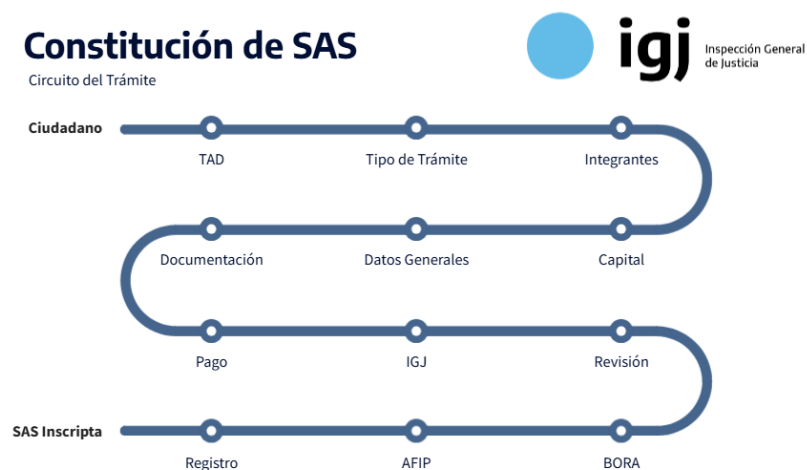 Constitución de SAS
Circuito del Trámite
igj
Inspección General
de Justicia
Ciudadano
TAD
Tipo de Trámite
Integrantes
Documentación
Datos Generales
Capital
Pago
IGJ
Revisión
SAS Inscripta
Registro
AFIP
BORA